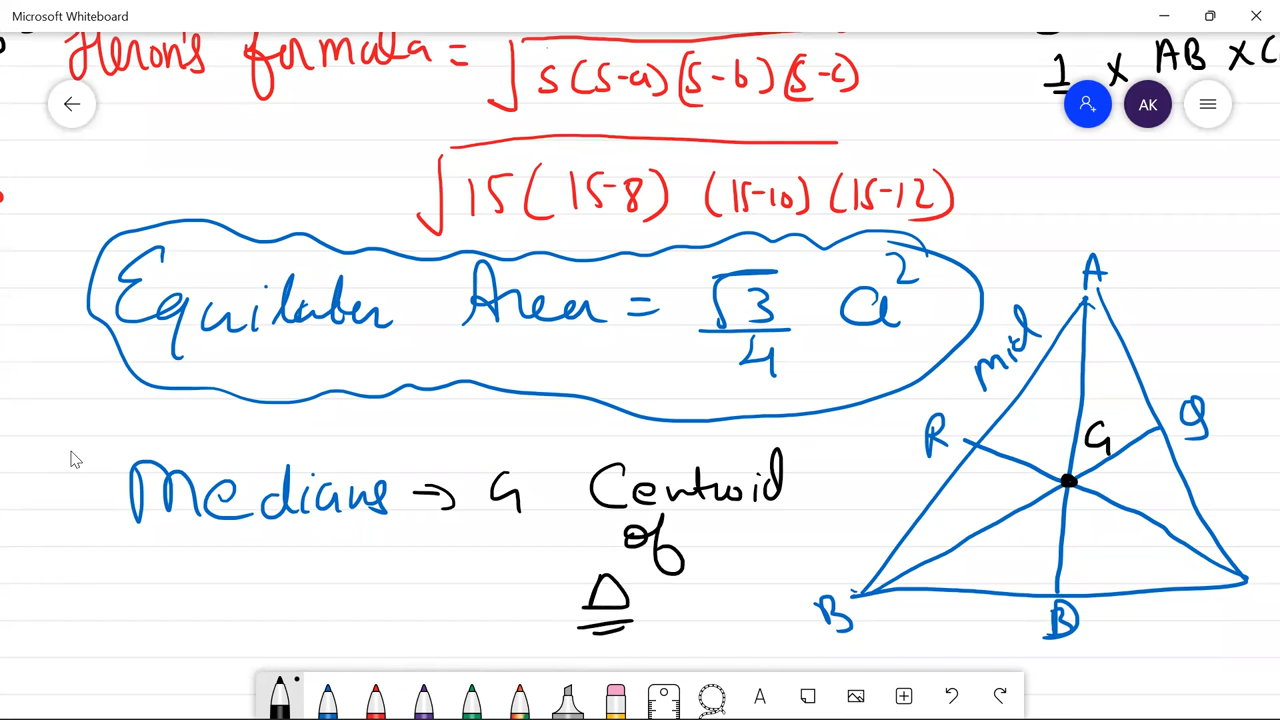 Microsoft Whiteboard
Heron's formula = √s(s-a)(s-b)(s-c)
1 × AB × C
AK
√15(15-8) (15-10) (15-12)
Equilater Area = √3/4 a²
A
mid
R
G
Medians → G Centroid
of
Δ
B
D
A